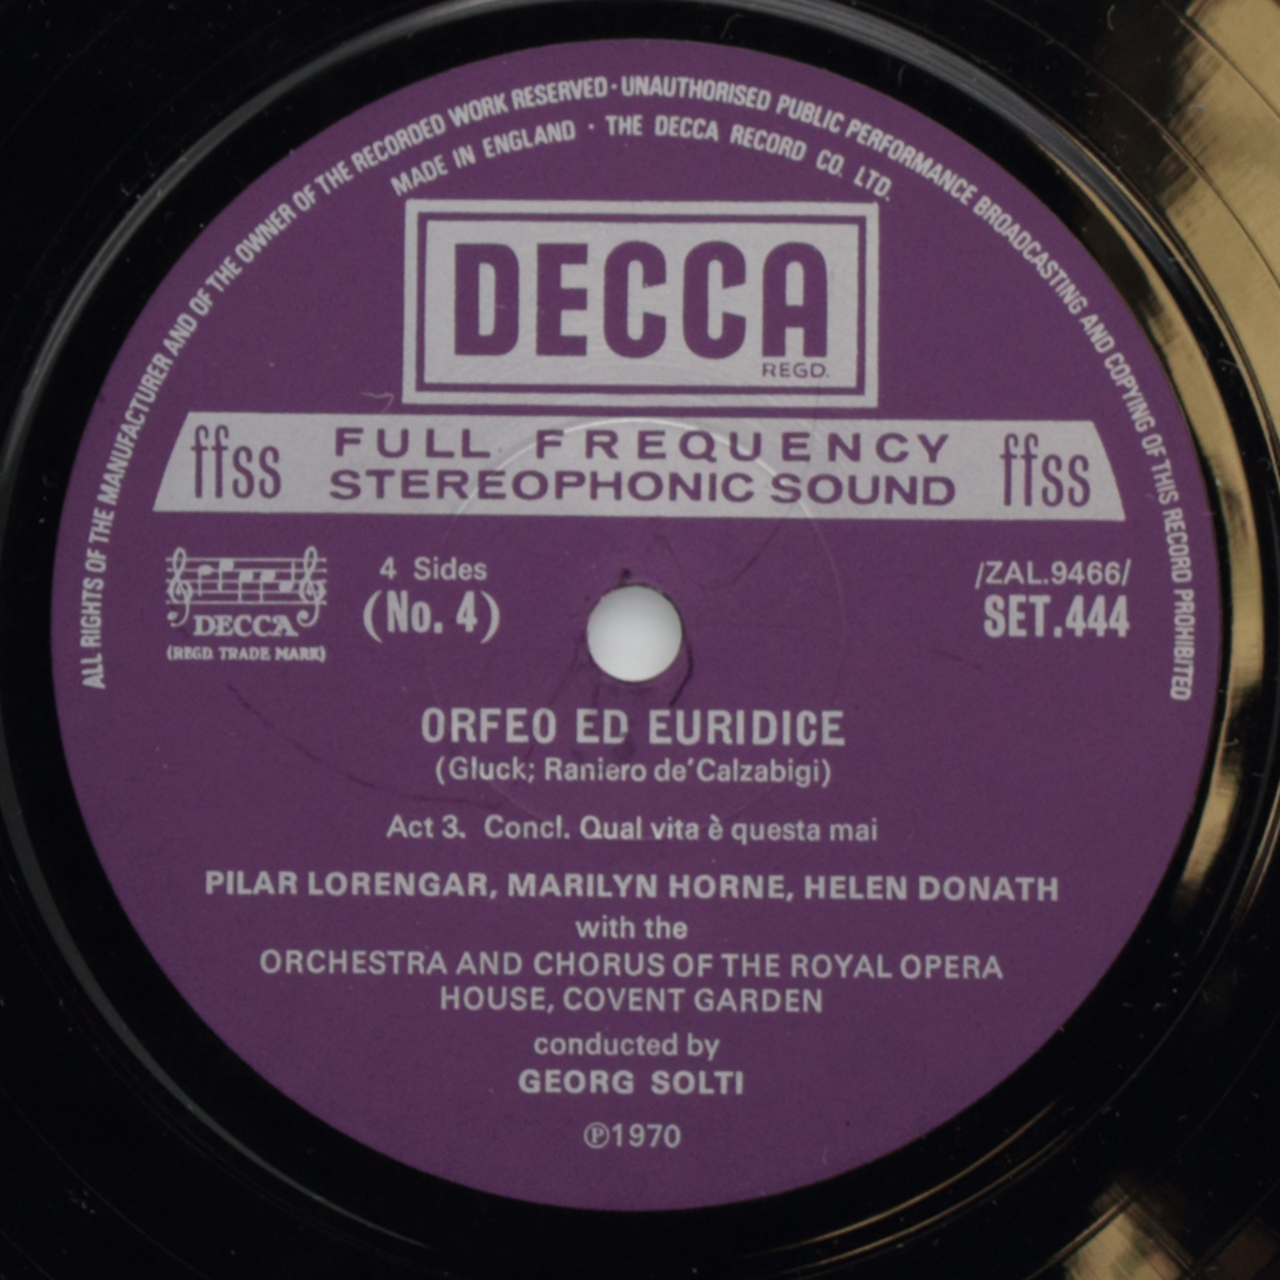 ALL RIGHTS OF THE MANUFACTURER AND OF THE OWNER OF THE RECORDED WORK RESERVED · UNAUTHORISED PUBLIC PERFORMANCE BROADCASTING AND COPYING OF THIS RECORD PROHIBITED
MADE IN ENGLAND · THE DECCA RECORD CO. LTD.
DECCA
REGD.
ffss FULL FREQUENCY ffss
STEREOPHONIC SOUND
DECCA
(REGD. TRADE MARK)
4 Sides
(No. 4)
/ZAL.9466/
SET.444
ORFEO ED EURIDICE
(Gluck; Raniero de'Calzabigi)
Act 3. Concl. Qual vita è questa mai
PILAR LORENGAR, MARILYN HORNE, HELEN DONATH
with the
ORCHESTRA AND CHORUS OF THE ROYAL OPERA
HOUSE, COVENT GARDEN
conducted by
GEORG SOLTI
℗1970